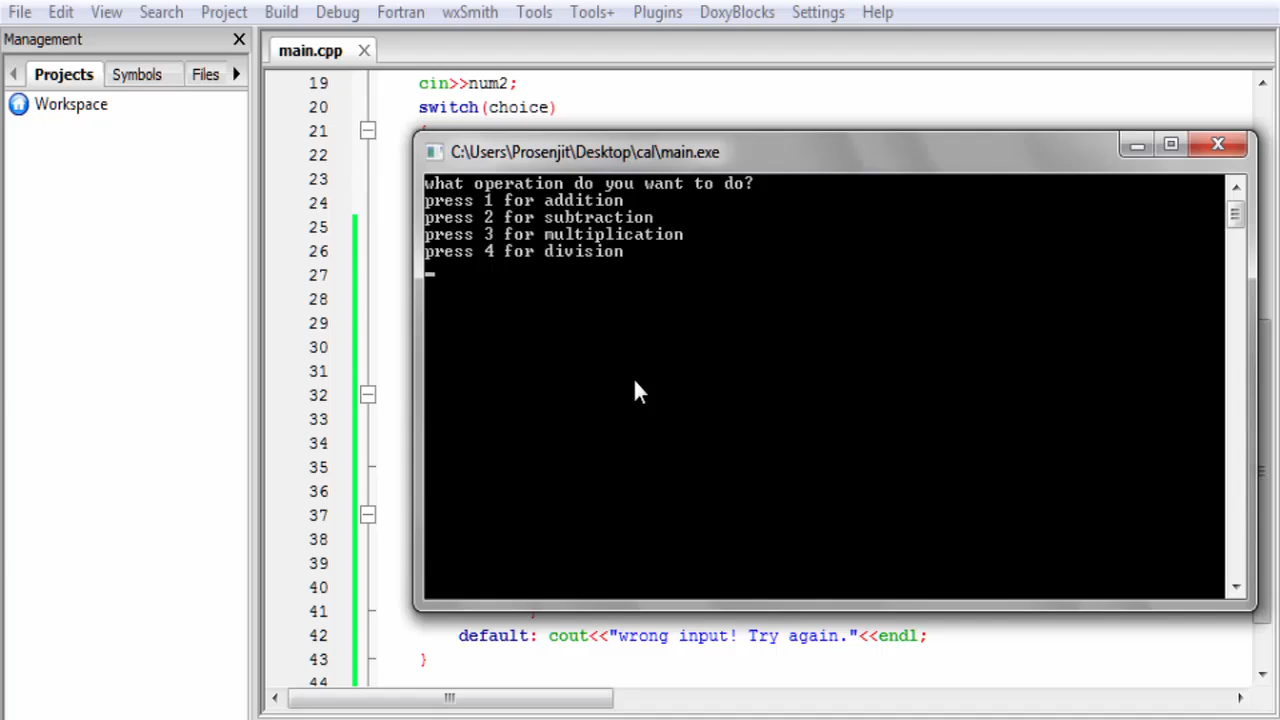 File Edit View Search Project Build Debug Fortran wxSmith Tools Tools+ Plugins DoxyBlocks Settings Help
Management
Projects Symbols Files
Workspace
main.cpp
19 cin>>num2;
20 switch(choice)
21
22
23
24
25
26
27
28
29
30
31
32
33
34
35
36
37
38
39
40
41
42 default: cout<<"wrong input! Try again."<<endl;
43 }
44
C:\Users\Prosenjit\Desktop\cal\main.exe
what operation do you want to do?
press 1 for addition
press 2 for subtraction
press 3 for multiplication
press 4 for division